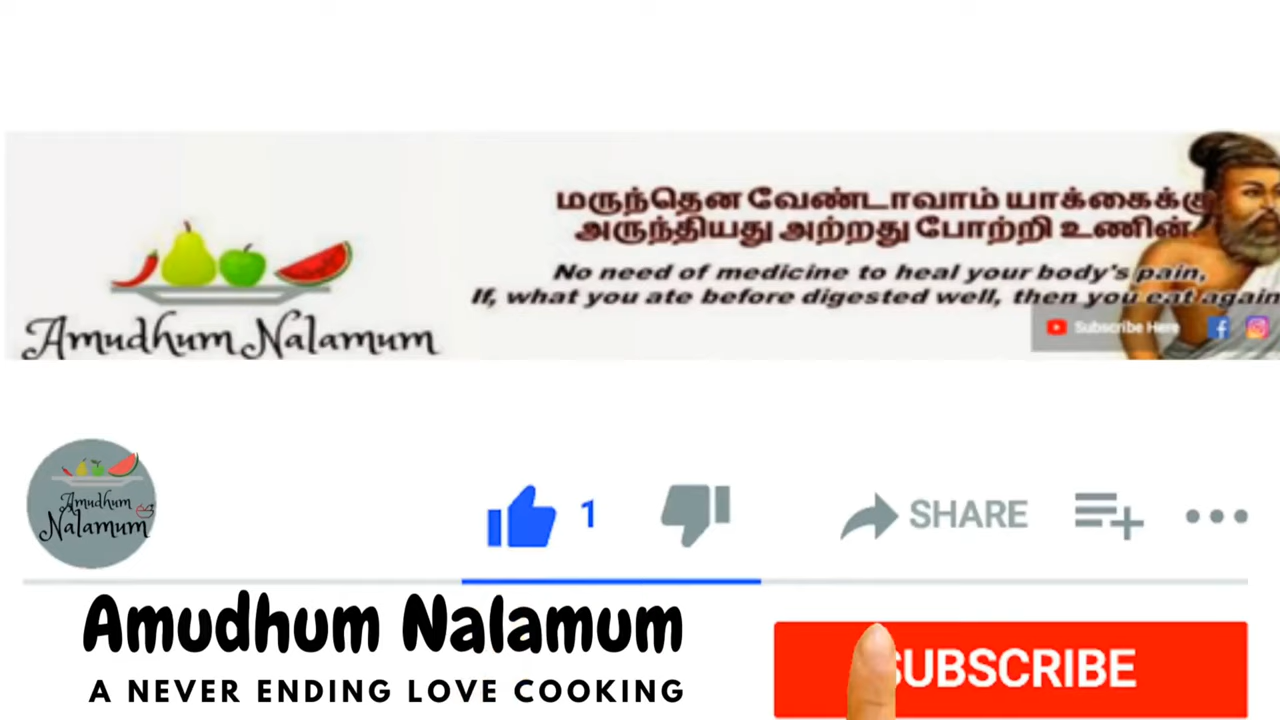 மருந்தென வேண்டாவாம் யாக்கைக்கு
அருந்தியது அற்றது போற்றி உணின்.
No need of medicine to heal your body's pain,
If, what you ate before digested well, then you eat again
Subscribe Here
Amudhum Nalamum
Amudhum
Nalamum
1
SHARE
Amudhum Nalamum
A NEVER ENDING LOVE COOKING
SUBSCRIBE